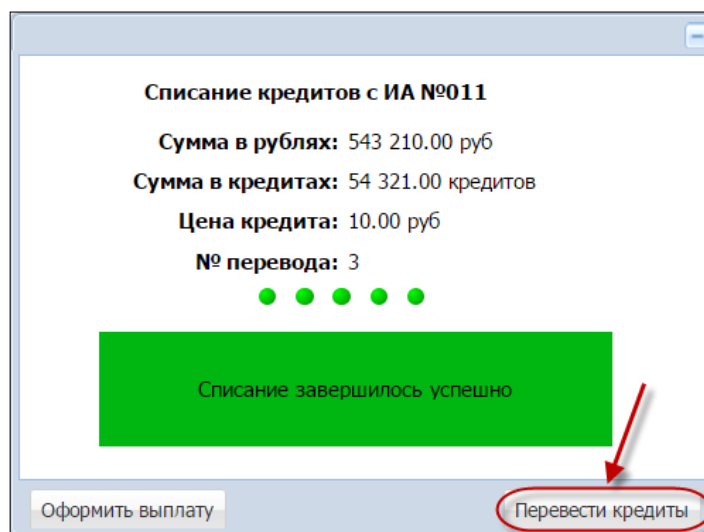 Списание кредитов с ИА №011
Сумма в рублях: 543 210.00 руб
Сумма в кредитах: 54 321.00 кредитов
Цена кредита: 10.00 руб
№ перевода: 3
Списание завершилось успешно
Оформить выплату Перевести кредиты